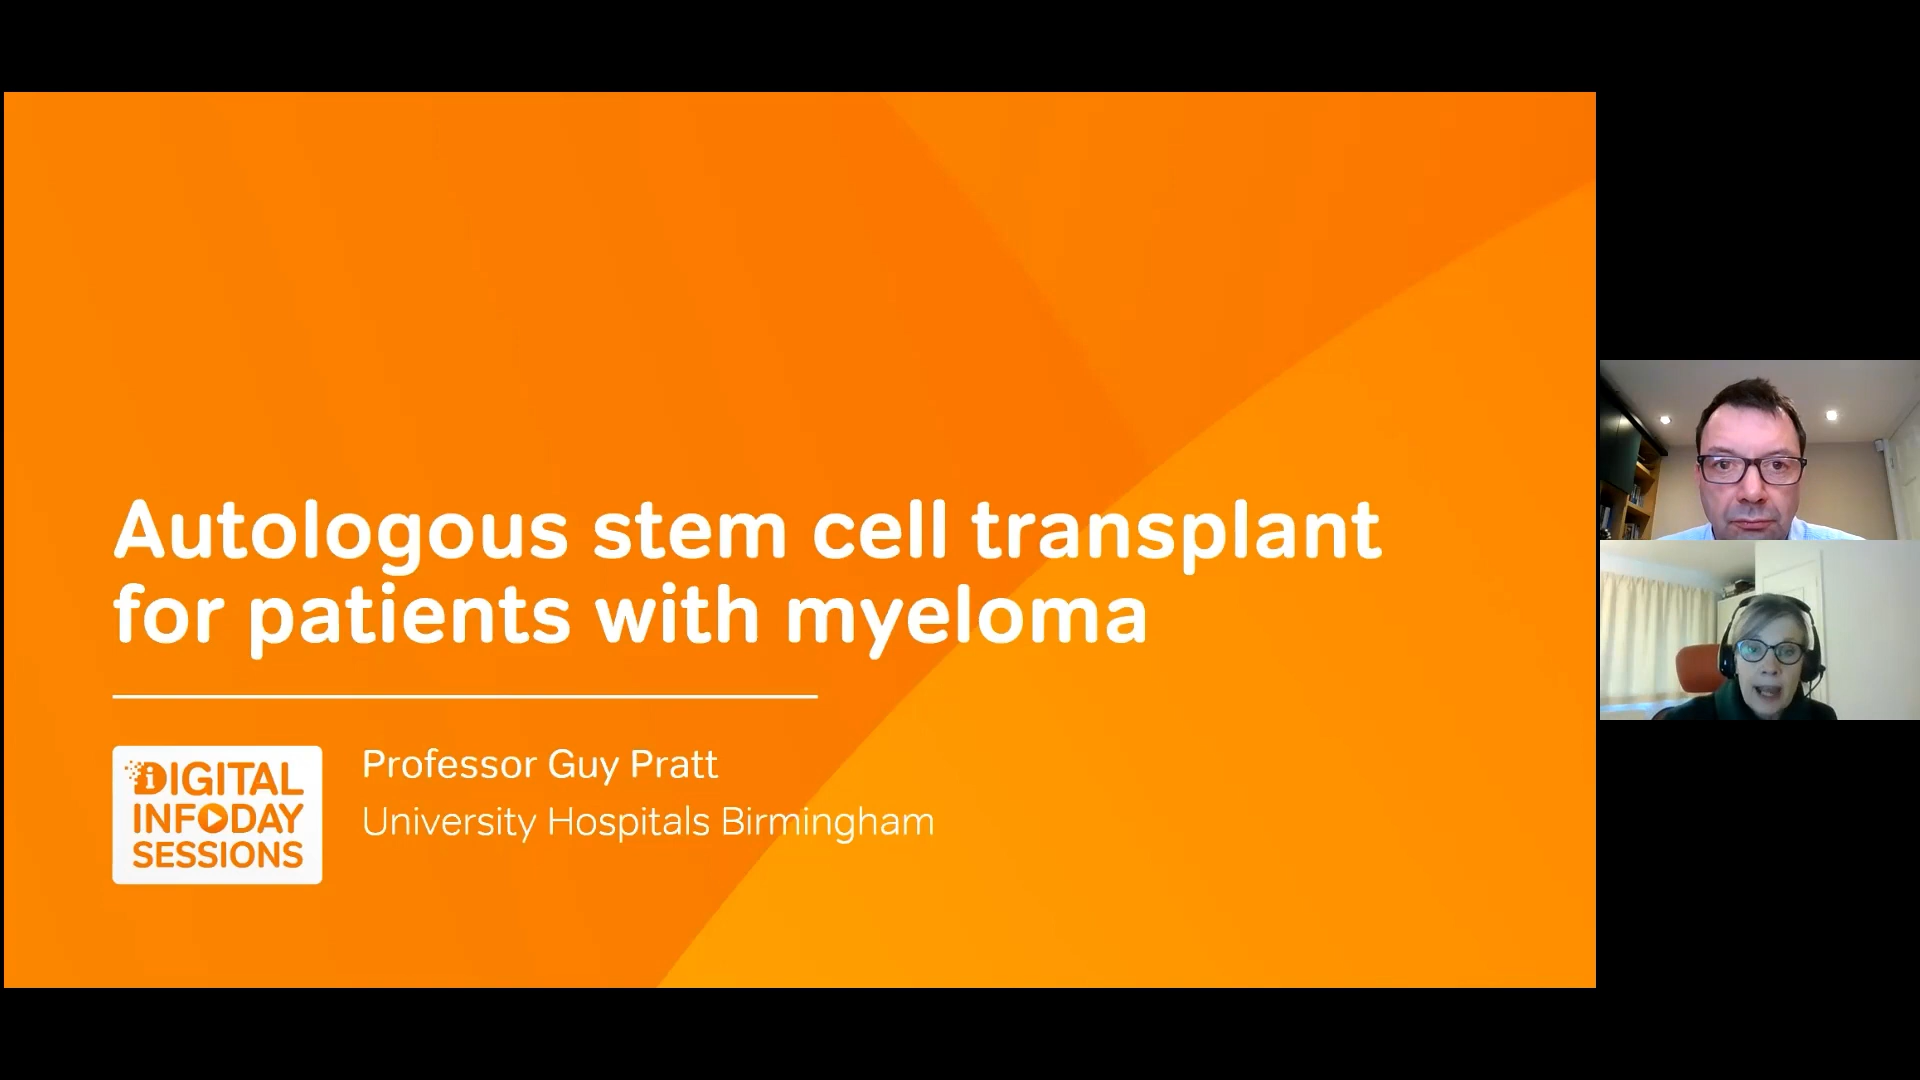 Autologous stem cell transplant
for patients with myeloma
DIGITAL
INFODAY
SESSIONS
Professor Guy Pratt
University Hospitals Birmingham